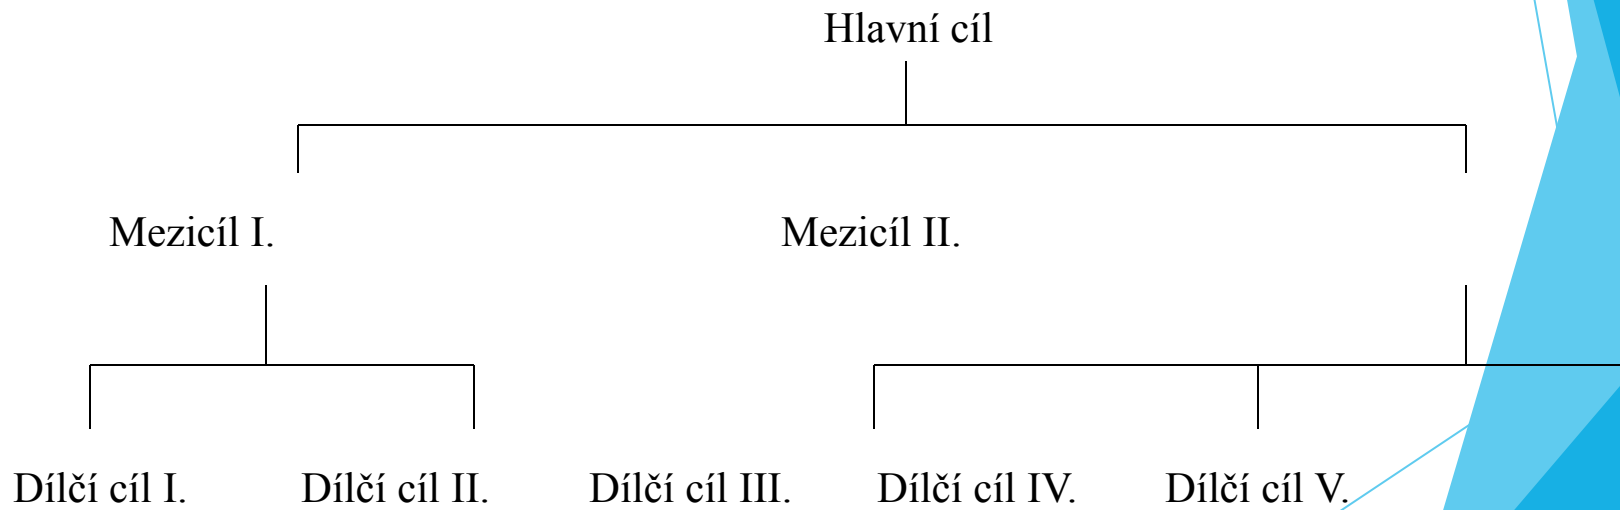 Hlavní cíl
Mezicíl I. Mezicíl II.
Dílčí cíl I. Dílčí cíl II. Dílčí cíl III. Dílčí cíl IV. Dílčí cíl V.